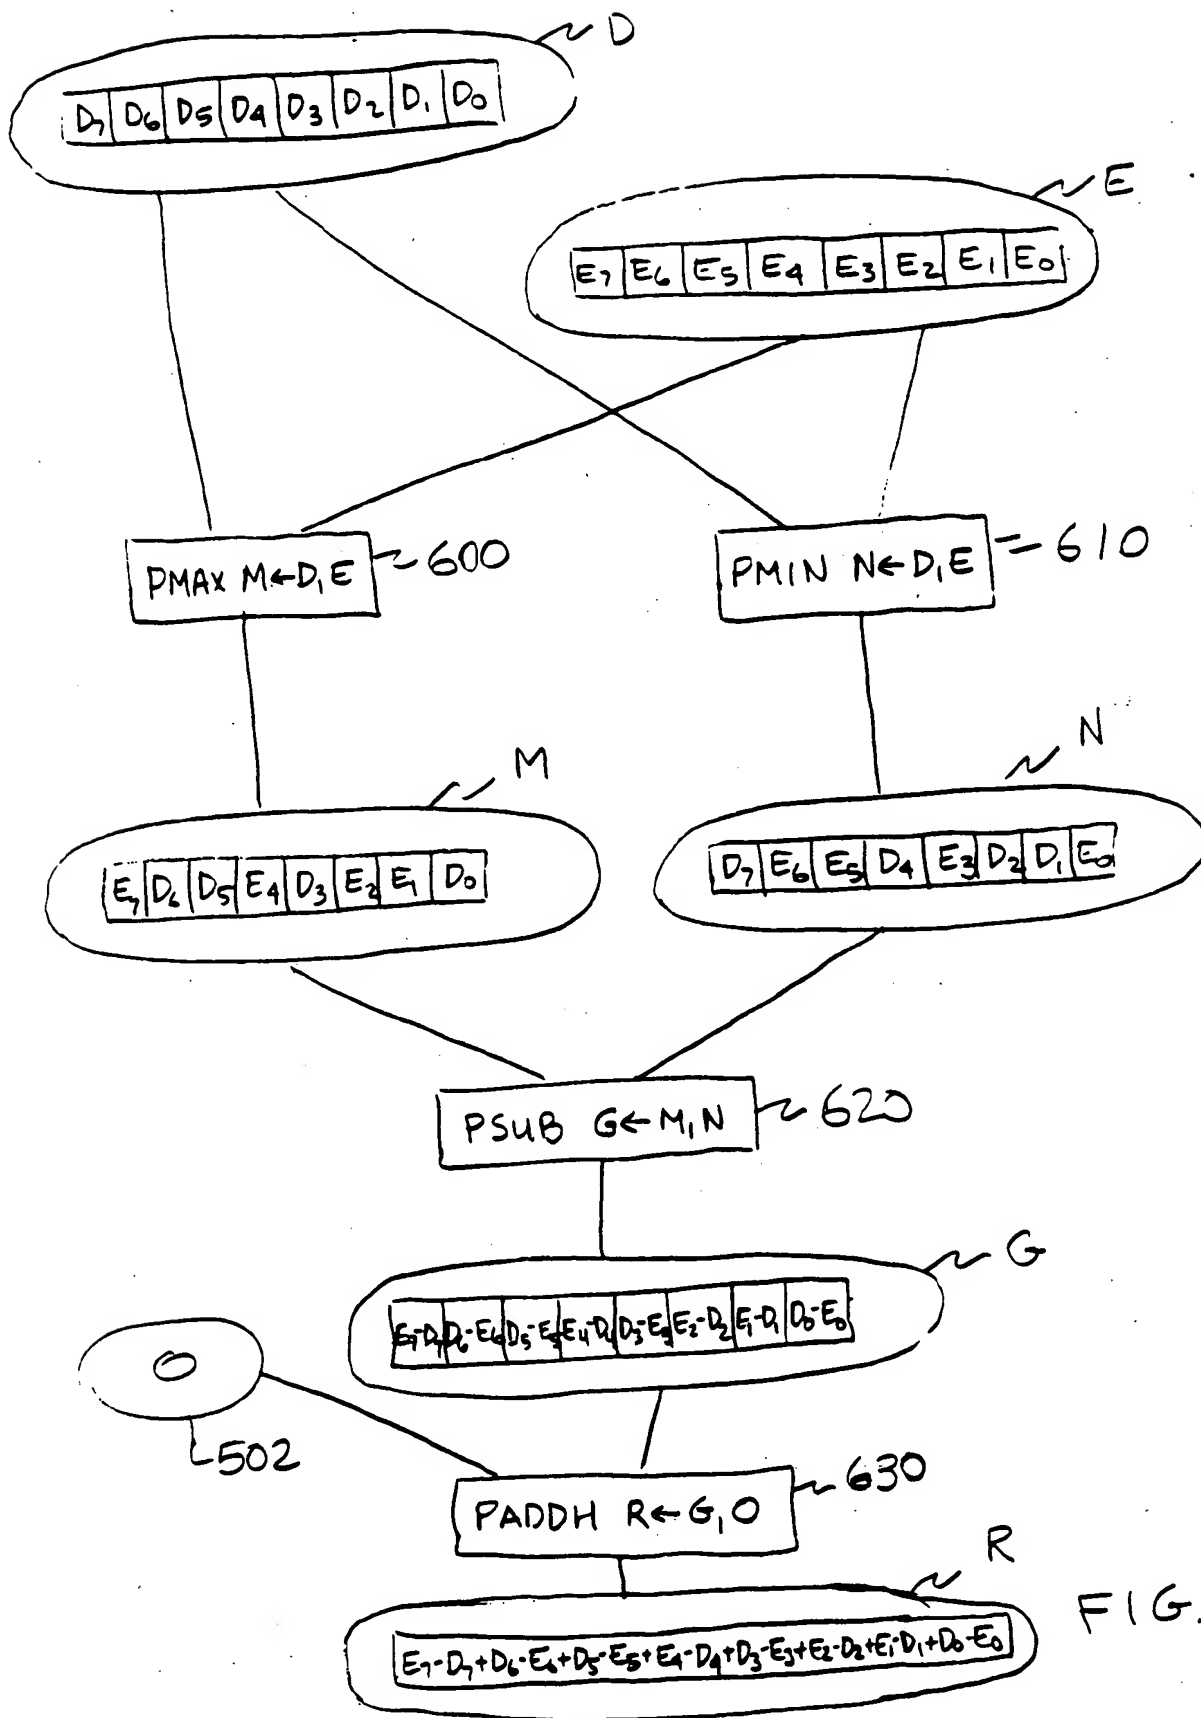 D
D7 D6 D5 D4 D3 D2 D1 D0
E
E7 E6 E5 E4 E3 E2 E1 E0
PMAX M←D,E
600
PMIN N←D,E
610
M
N
E7 D6 D5 E4 D3 E2 E1 D0
D7 E6 E5 D4 E3 D2 D1 E0
PSUB G←M,N
620
G
E7-D7 D6-E6 D5-E5 E4-D4 D3-E3 E2-D2 E1-D1 D0-E0
0
502
PADDH R←G,0
630
R
E7-D7+D6-E6+D5-E5+E4-D4+D3-E3+E2-D2+E1-D1+D0-E0
FIG.